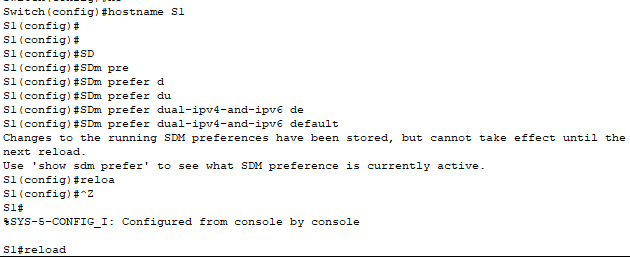 Switch(config)#hostname S1
S1(config)#
S1(config)#
S1(config)#SD
S1(config)#SDm pre
S1(config)#SDm prefer d
S1(config)#SDm prefer du
S1(config)#SDm prefer dual-ipv4-and-ipv6 de
S1(config)#SDm prefer dual-ipv4-and-ipv6 default
Changes to the running SDM preferences have been stored, but cannot take effect until the
next reload.
Use 'show sdm prefer' to see what SDM preference is currently active.
S1(config)#reloa
S1(config)#^Z
S1#
%SYS-5-CONFIG_I: Configured from console by console
S1#reload